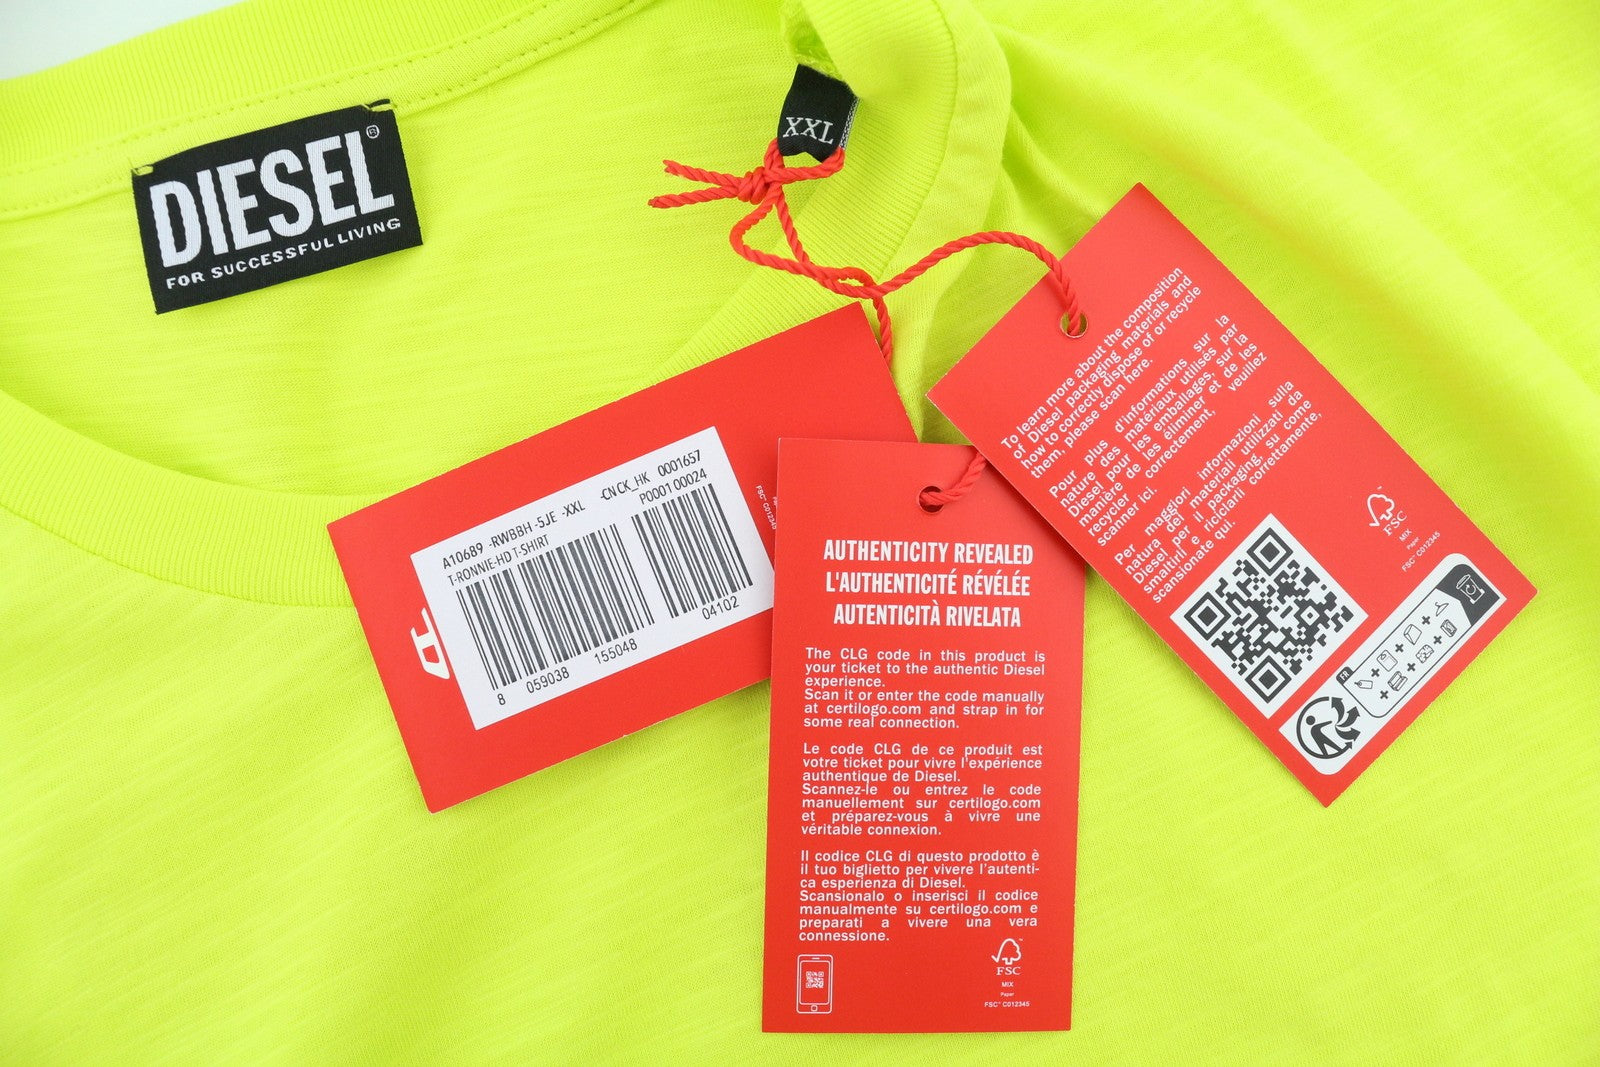 DIESEL®
FOR SUCCESSFUL LIVING
XXL
A10689 -RWBBH -5JE -XXL -CN CK_HK 0001657
T-RONNIE-HD T-SHIRT P0001 00024
8 059038 155048 04102
AUTHENTICITY REVEALED
L'AUTHENTICITÉ RÉVÉLÉE
AUTENTICITÀ RIVELATA
The CLG code in this product is
your ticket to the authentic Diesel
experience.
Scan it or enter the code manually
at certilogo.com and strap in for
some real connection.
Le code CLG de ce produit est
votre ticket pour vivre l'expérience
authentique de Diesel.
Scannez-le ou entrez le code
manuellement sur certilogo.com
et préparez-vous à vivre une
véritable connexion.
Il codice CLG di questo prodotto è
il tuo biglietto per vivere l'autenti-
ca esperienza di Diesel.
Scansionalo o inserisci il codice
manualmente su certilogo.com e
preparati a vivere una vera
connessione.
FSC
MIX
Paper
FSC™ C012345
To learn more about the composition
of Diesel packaging materials and
how to correctly dispose of or recycle
them, please scan here.
Pour plus d'informations sur la
nature des matériaux utilisés par
Diesel pour les emballages, sur la
manière de les éliminer et de les
recycler correctement, veuillez
scanner ici.
Per maggiori informazioni sulla
natura dei materiali utilizzati da
Diesel per il packaging, su come
smaltirli e riciclarli correttamente,
scansionate qui.
FSC
MIX
Paper
FSC™ C012345
FR